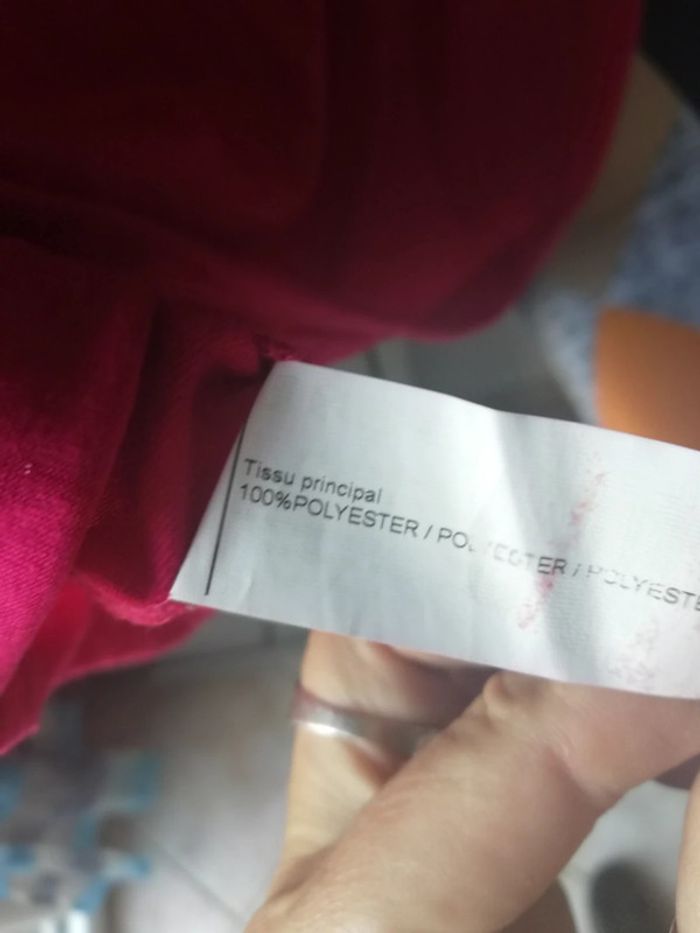 Tissu principal
100%POLYESTER / POLYESTER / POLYESTE